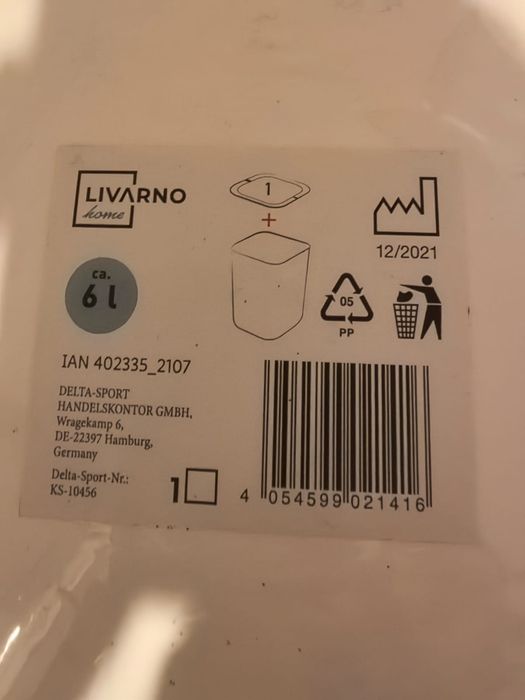 LIVARNO
home
1
+
12/2021
ca.
6 l
05
PP
IAN 402335_2107
DELTA-SPORT
HANDELSKONTOR GMBH,
Wragekamp 6,
DE-22397 Hamburg,
Germany
Delta-Sport-Nr.:
KS-10456
1
4 054599 021416